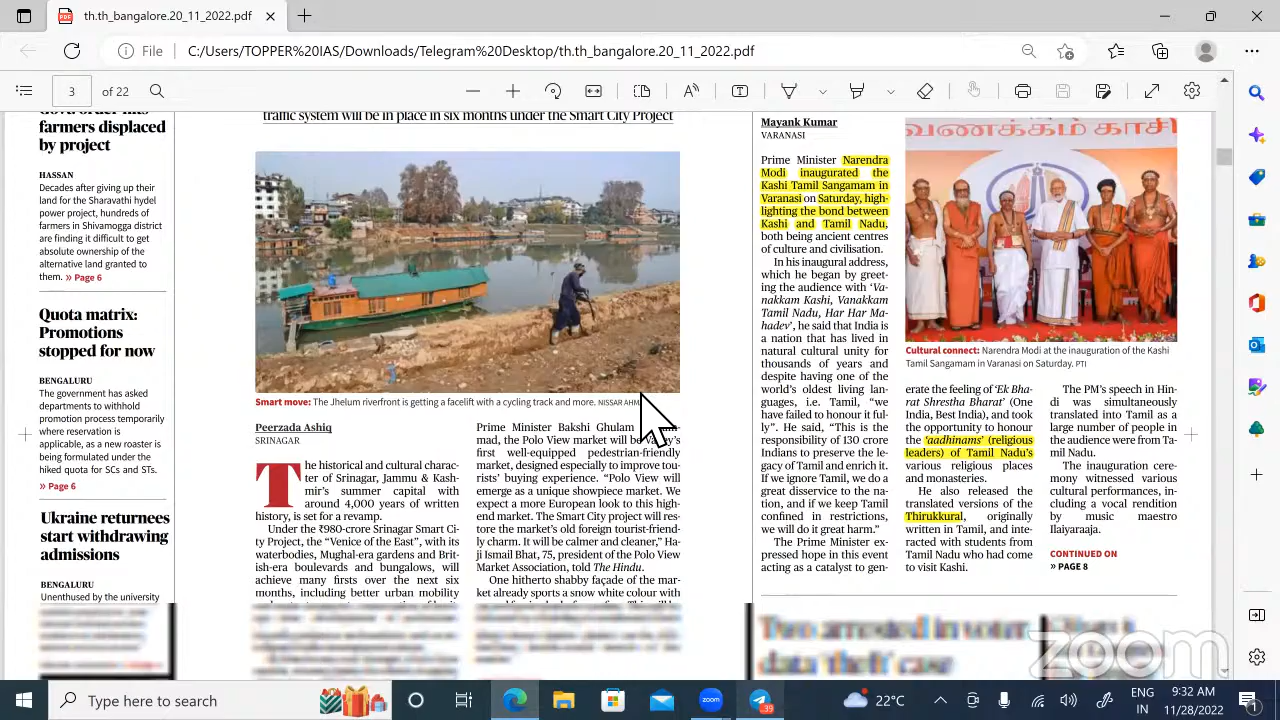 th.th_bangalore.20_11_2022.pdf
File
C:/Users/TOPPER%20IAS/Downloads/Telegram%20Desktop/th.th_bangalore.20_11_2022.pdf
3 of 22
farmers displaced
by project
HASSAN
Decades after giving up their
land for the Sharavathi hydel
power project, hundreds of
farmers in Shivamogga district
are finding it difficult to get
absolute ownership of the
alternative land granted to
them. » Page 6
Quota matrix:
Promotions
stopped for now
BENGALURU
The government has asked
departments to withhold
promotion process temporarily
where reservation is
applicable, as a new roaster is
being formulated under the
hiked quota for SCs and STs.
» Page 6
Ukraine returnees
start withdrawing
admissions
BENGALURU
Unenthused by the university
traffic system will be in place in six months under the Smart City Project
Smart move: The Jhelum riverfront is getting a facelift with a cycling track and more. NISSAR AHM
Peerzada Ashiq
SRINAGAR
The historical and cultural charac-
ter of Srinagar, Jammu & Kash-
mir's summer capital with
around 4,000 years of written
history, is set for a revamp.
Under the ₹980-crore Srinagar Smart Ci-
ty Project, the "Venice of the East", with its
waterbodies, Mughal-era gardens and Brit-
ish-era boulevards and bungalows, will
achieve many firsts over the next six
months, including better urban mobility
Prime Minister Bakshi Ghulam
mad, the Polo View market will be Valley's
first well-equipped pedestrian-friendly
market, designed especially to improve tou-
rists' buying experience. "Polo View will
emerge as a unique showpiece market. We
expect a more European look to this high-
end market. The Smart City project will res-
tore the market's old foreign tourist-friend-
ly charm. It will be calmer and cleaner," Ha-
ji Ismail Bhat, 75, president of the Polo View
Market Association, told The Hindu.
One hitherto shabby façade of the mar-
ket already sports a snow white colour with
Mayank Kumar
VARANASI
Prime Minister Narendra
Modi inaugurated the
Kashi Tamil Sangamam in
Varanasi on Saturday, high-
lighting the bond between
Kashi and Tamil Nadu,
both being ancient centres
of culture and civilisation.
In his inaugural address,
which he began by greet-
ing the audience with 'Va-
nakkam Kashi, Vanakkam
Tamil Nadu, Har Har Ma-
hadev', he said that India is
a nation that has lived in
natural cultural unity for
thousands of years and
despite having one of the
world's oldest living lan-
guages, i.e. Tamil, "we
have failed to honour it ful-
ly". He said, "This is the
responsibility of 130 crore
Indians to preserve the le-
gacy of Tamil and enrich it.
If we ignore Tamil, we do a
great disservice to the na-
tion, and if we keep Tamil
confined in restrictions,
we will do it great harm."
The Prime Minister ex-
pressed hope in this event
acting as a catalyst to gen-
வணக்கம் காசி
Cultural connect: Narendra Modi at the inauguration of the Kashi
Tamil Sangamam in Varanasi on Saturday. PTI
erate the feeling of 'Ek Bha-
rat Shrestha Bharat' (One
India, Best India), and took
the opportunity to honour
the 'aadhinams' (religious
leaders) of Tamil Nadu's
various religious places
and monasteries.
He also released the
translated versions of the
Thirukkural, originally
written in Tamil, and inte-
racted with students from
Tamil Nadu who had come
to visit Kashi.
The PM's speech in Hin-
di was simultaneously
translated into Tamil as a
large number of people in
the audience were from Ta-
mil Nadu.
The inauguration cere-
mony witnessed various
cultural performances, in-
cluding a vocal rendition
by music maestro
Ilaiyaraaja.
CONTINUED ON
» PAGE 8
zoom
Type here to search
zoom
39
22°C
ENG
IN
9:32 AM
11/28/2022
1